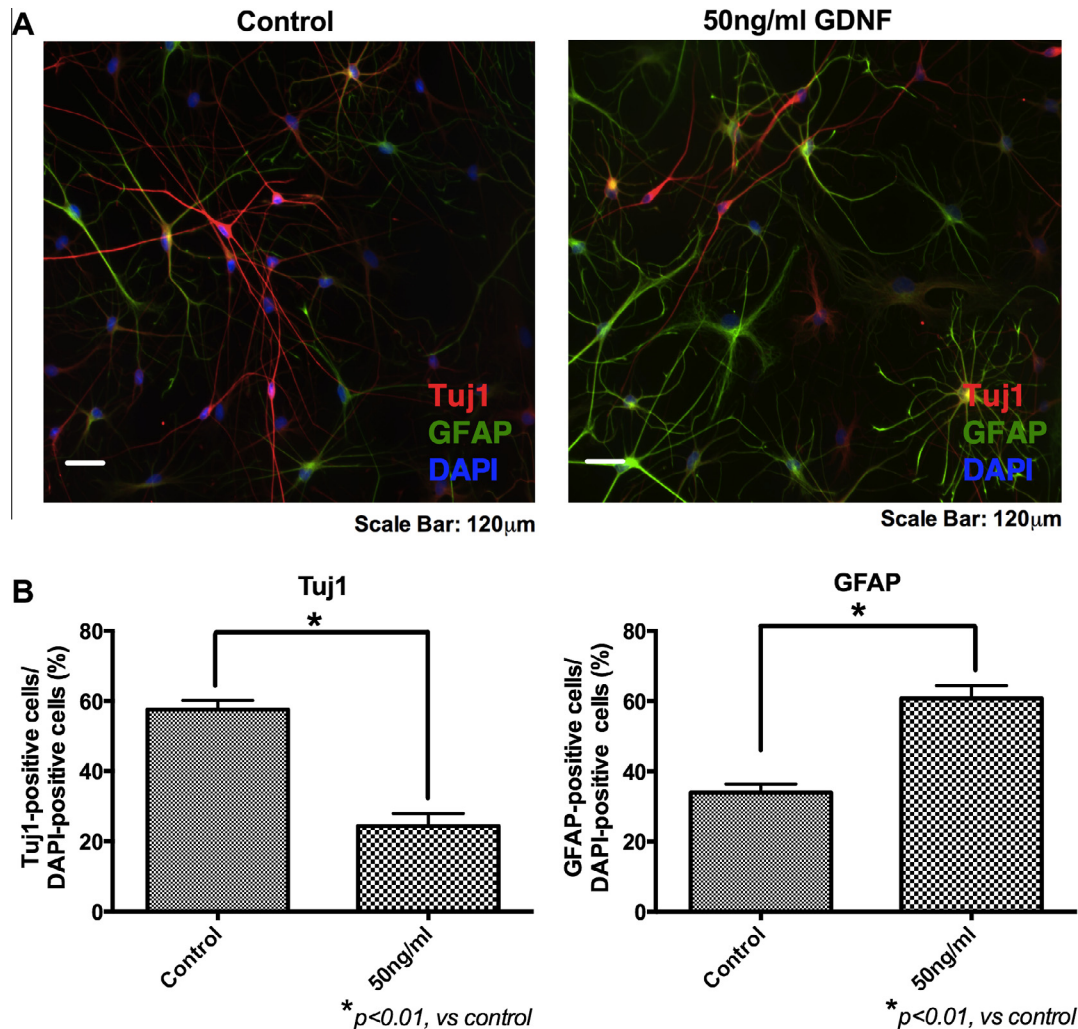 A
Control
50ng/ml GDNF
Tuj1
GFAP
DAPI
Tuj1
GFAP
DAPI
Scale Bar: 120μm
Scale Bar: 120μm
B
Tuj1
Tuj1-positive cells/
DAPI-positive cells (%)
80
60
40
20
0
*
Control
50ng/ml
*p<0.01, vs control
GFAP
GFAP-positive cells/
DAPI-positive cells (%)
80
60
40
20
0
*
Control
50ng/ml
*p<0.01, vs control